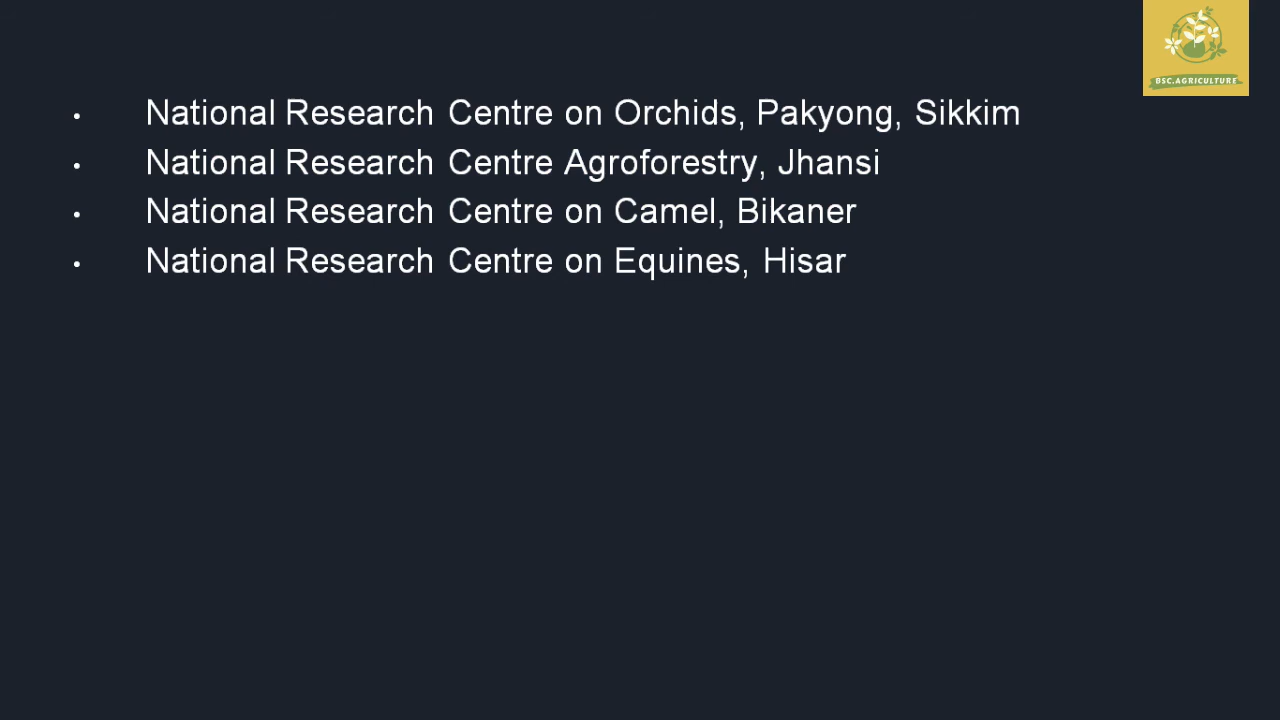 BSC.AGRICULTURE
• National Research Centre on Orchids, Pakyong, Sikkim
• National Research Centre Agroforestry, Jhansi
• National Research Centre on Camel, Bikaner
• National Research Centre on Equines, Hisar